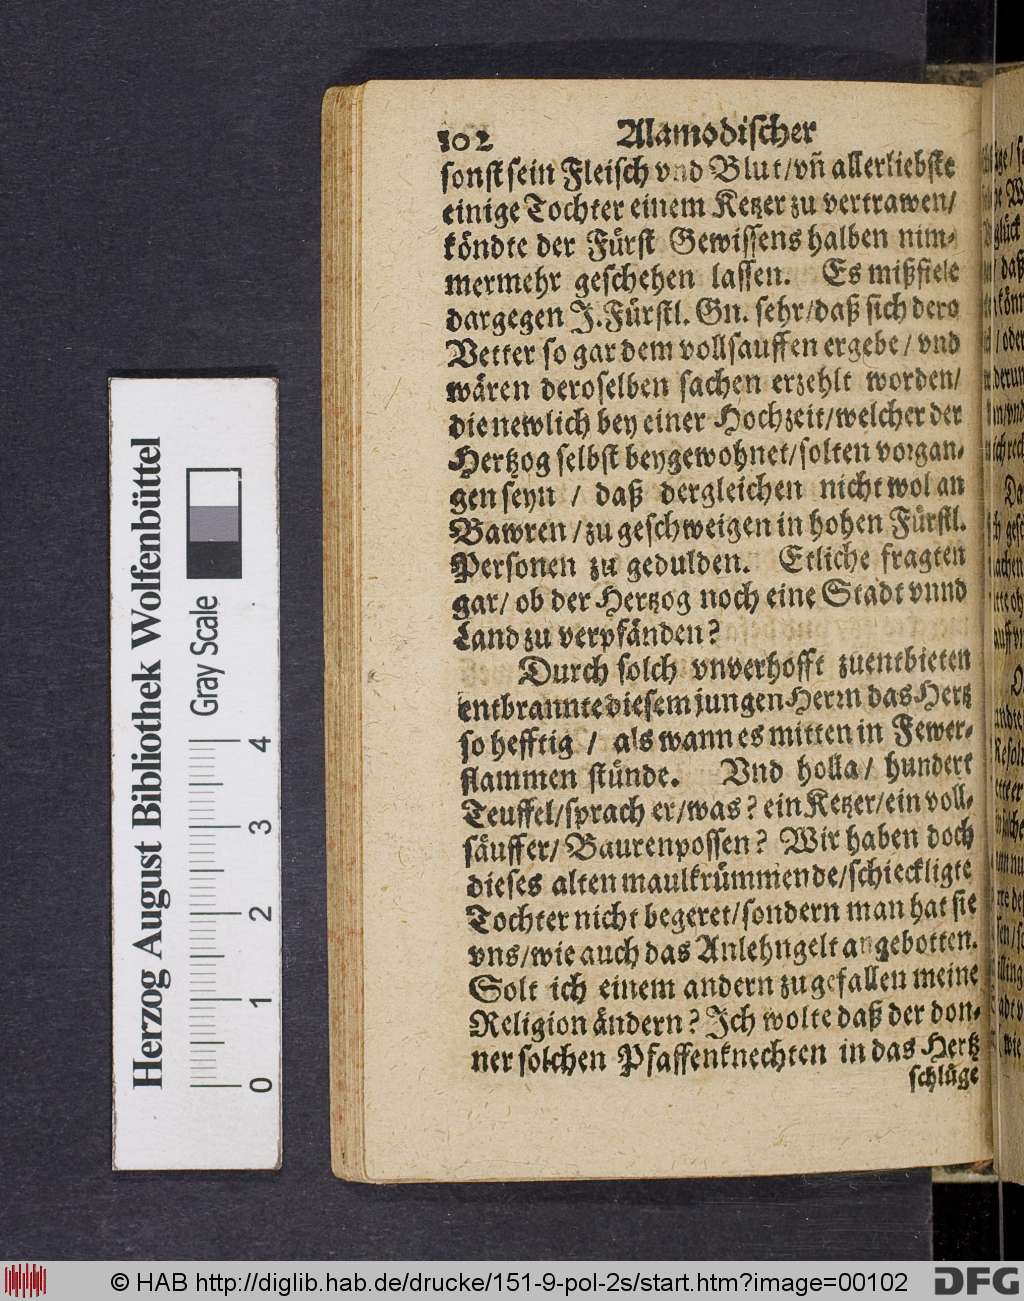 102 Alamodischer
sonst sein Fleisch vnd Blut/vñ allerliebste
einige Tochter einem Ketzer zu vertrawen/
köndte der Fürst Gewissens halben nim-
mermehr geschehen lassen. Es mißfiele
dargegen J. Fürstl. Gn. sehr/daß sich dero
Vetter so gar dem vollsauffen ergebe/vnd
wären deroselben sachen erzehlt worden/
die newlich bey einer Hochzeit/welcher der
Hertzog selbst beygewohnet/solten vorgan-
gen seyn / daß dergleichen nicht wol an
Bawren/zu geschweigen in hohen Fürstl.
Personen zu gedulden. Etliche fragten
gar/ ob der Hertzog noch eine Stadt vnnd
Land zu verpfänden?
Durch solch vnverhofft zuentbieten
entbrannte diesem jungen Herrn das Hertz
so hefftig / als wann es mitten in Fewer-
flammen stünde. Vnd holla/ hundert
Teuffel/sprach er/was? ein Ketzer/ein voll-
säuffer/ Baurenpossen? Wir haben doch
dieses alten maulkrümmende/schieckligte
Tochter nicht begeret/sondern man hat sie
vns/wie auch das Anlehngelt angebotten.
Solt ich einem andern zugefallen meine
Religion ändern? Ich wolte daß der don-
ner solchen Pfaffenknechten in das Hertz
schlüge
Herzog August Bibliothek Wolfenbüttel
Gray Scale
0 1 2 3 4
© HAB http://diglib.hab.de/drucke/151-9-pol-2s/start.htm?image=00102
DFG